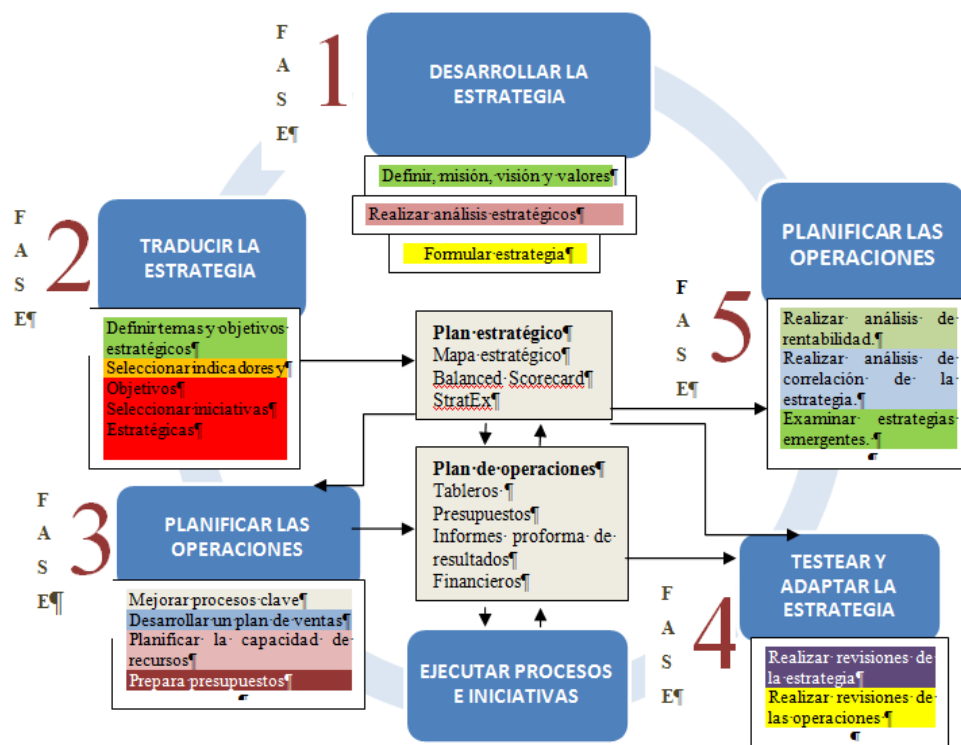 F
A
S
E¶
1
DESARROLLAR LA
ESTRATEGIA
Definir, misión, visión y valores¶
Realizar análisis estratégicos¶
Formular estrategia¶
F
A
S
E¶
2
TRADUCIR LA
ESTRATEGIA
Definir temas y objetivos
estratégicos¶
Seleccionar indicadores y
Objetivos¶
Seleccionar iniciativas¶
Estratégicas¶
Plan estratégico¶
Mapa estratégico¶
Balanced Scorecard¶
StratEx¶
F
A
S
E¶
5
PLANIFICAR LAS
OPERACIONES
Realizar análisis de
rentabilidad.¶
Realizar análisis de
correlación de la
estrategia.¶
Examinar estrategias
emergentes. ¶
¶
F
A
S
E¶
3
PLANIFICAR LAS
OPERACIONES
Mejorar procesos clave¶
Desarrollar un plan de ventas¶
Planificar la capacidad de
recursos¶
Prepara presupuestos¶
¶
Plan de operaciones¶
Tableros ¶
Presupuestos¶
Informes proforma de
resultados¶
Financieros¶
EJECUTAR PROCESOS
E INICIATIVAS
F
A
S
E¶
4
TESTEAR Y
ADAPTAR LA
ESTRATEGIA
Realizar revisiones de
la estrategia¶
Realizar revisiones de
las operaciones ¶
¶